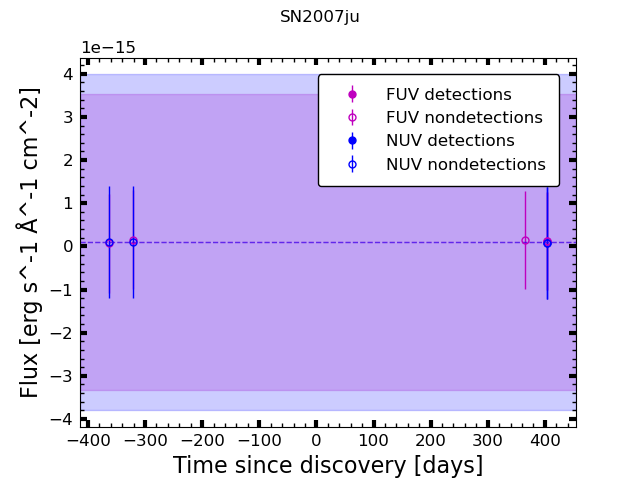 SN2007ju
1e−15
4
3
2
1
0
−1
−2
−3
−4
Flux [erg s^-1 Å^-1 cm^-2]
FUV detections
FUV nondetections
NUV detections
NUV nondetections
−400 −300 −200 −100 0 100 200 300 400
Time since discovery [days]